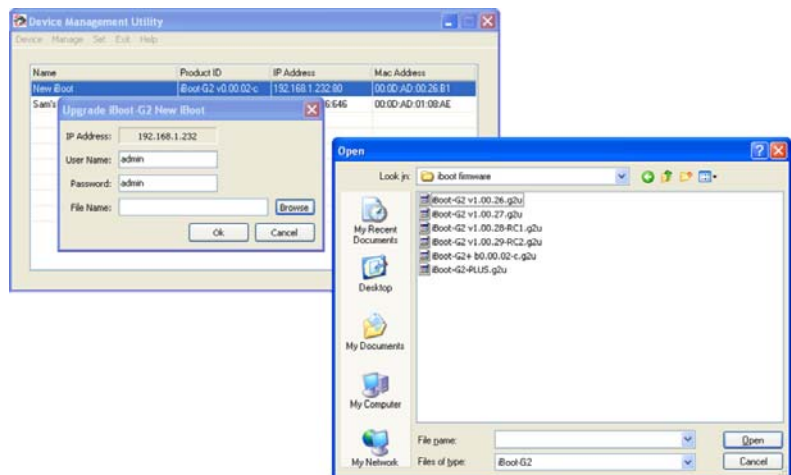 Device Management Utility
Device Manage Set Exit Help
Name Product ID IP Address Mac Address
New iBoot iBoot-G2 v0.00.02-c 192.168.1.232:80 00:0D:AD:00:26:B1
Sam's 6:646 00:0D:AD:01:08:AE
Upgrade iBoot-G2 New iBoot
IP Address: 192.168.1.232
User Name: admin
Password: admin
File Name: Browse
Ok Cancel
Open
Look in: iboot firmware
My Recent Documents
Desktop
My Documents
My Computer
My Network
iBoot-G2 v1.00.26.g2u
iBoot-G2 v1.00.27.g2u
iBoot-G2 v1.00.28-RC1.g2u
iBoot-G2 v1.00.29-RC2.g2u
iBoot-G2+ b0.00.02-c.g2u
iBoot-G2-PLUS.g2u
File name: Open
Files of type: iBoot-G2 Cancel